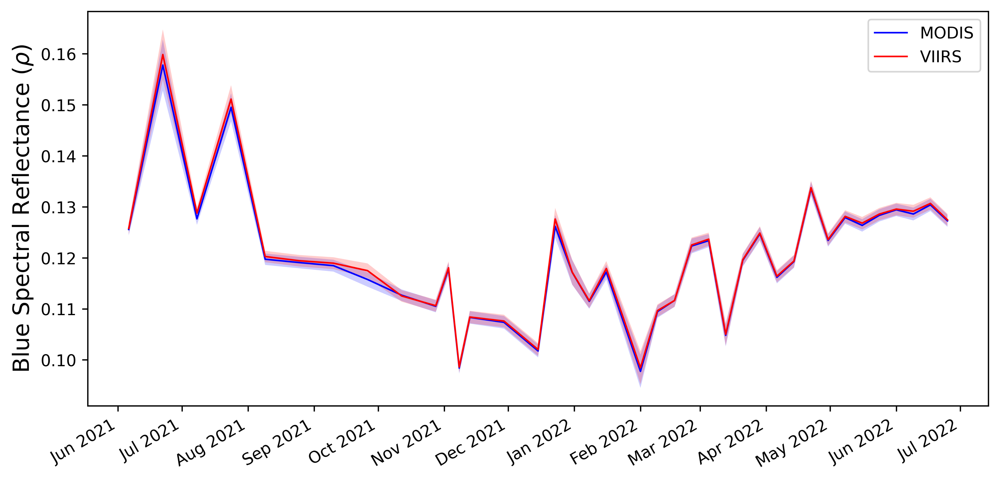 Blue Spectral Reflectance (ρ)
0.16
0.15
0.14
0.13
0.12
0.11
0.10
MODIS
VIIRS
Jun 2021
Jul 2021
Aug 2021
Sep 2021
Oct 2021
Nov 2021
Dec 2021
Jan 2022
Feb 2022
Mar 2022
Apr 2022
May 2022
Jun 2022
Jul 2022